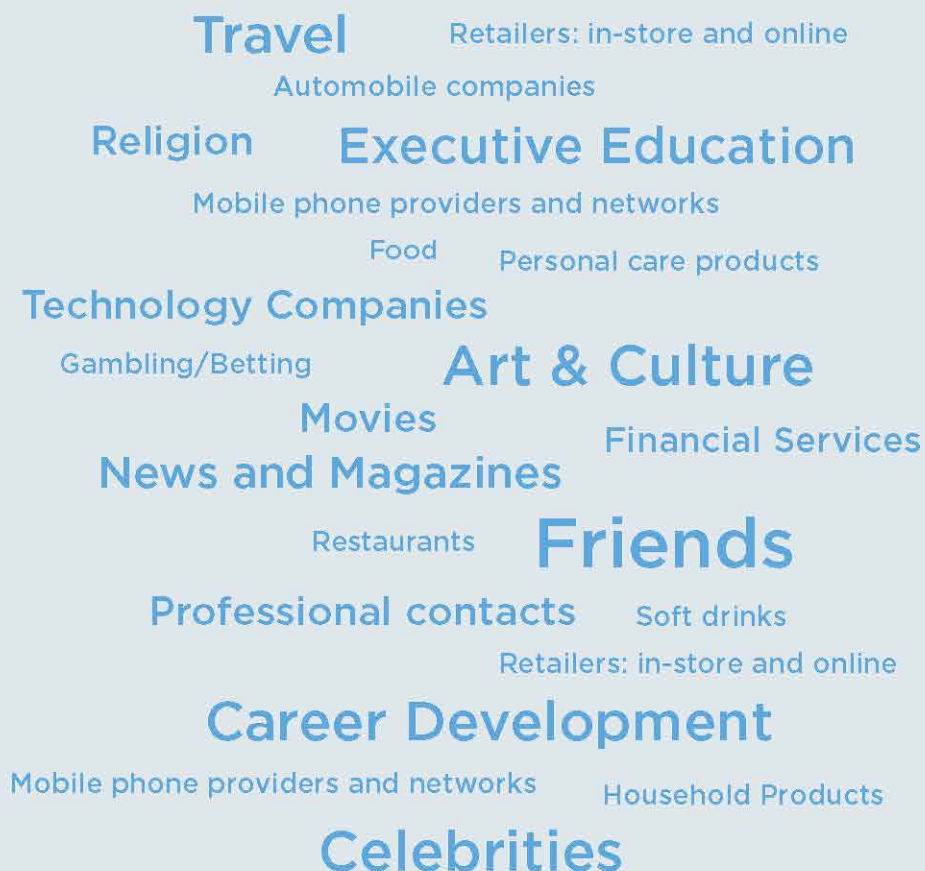 Travel
Retailers: in-store and online
Automobile companies
Religion
Executive Education
Mobile phone providers and networks
Food
Personal care products
Technology Companies
Gambling/Betting
Art & Culture
Movies
Financial Services
News and Magazines
Restaurants
Friends
Professional contacts
Soft drinks
Retailers: in-store and online
Career Development
Mobile phone providers and networks
Household Products
Celebrities